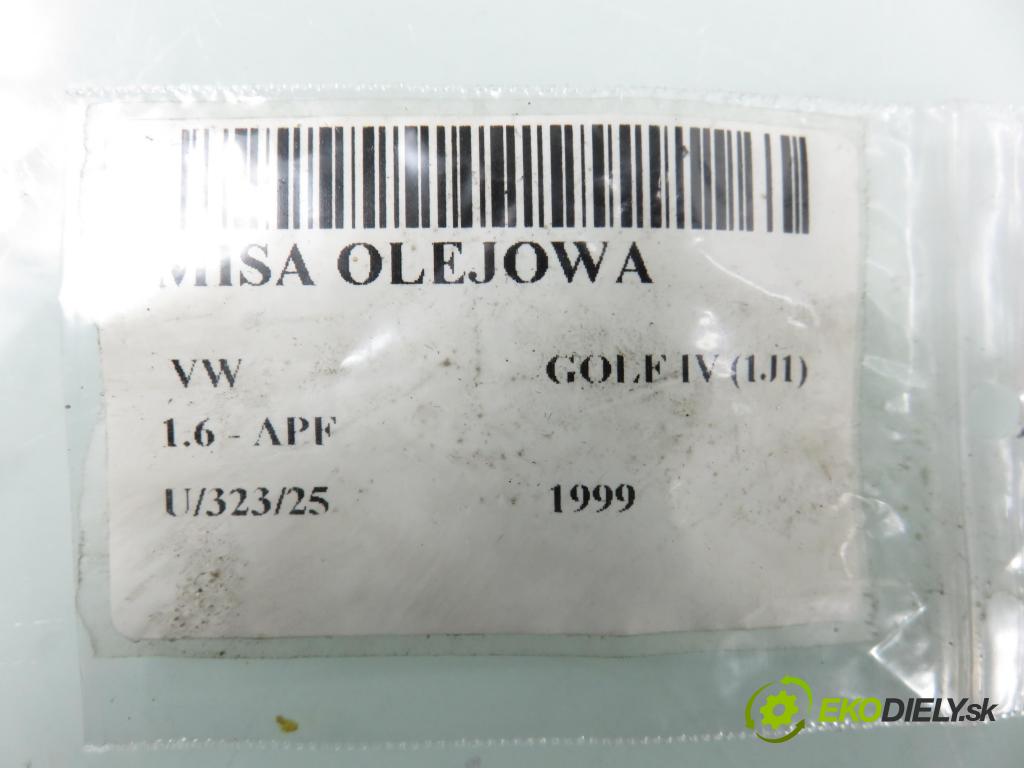 MISA OLEJOWA
VW GOLF IV (1J1)
1.6 - APF
U/323/25 1999
EKODIELY.sk